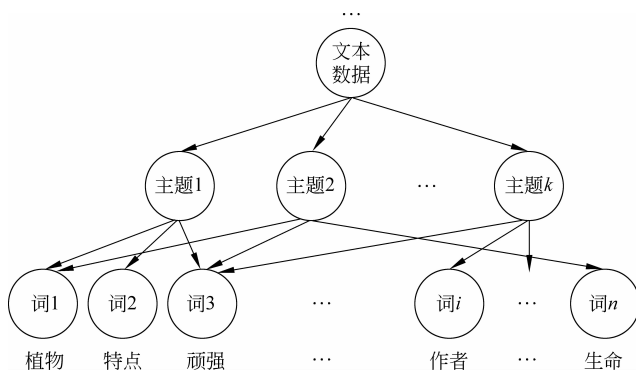 …
文本
数据
主题1 主题2 … 主题k
词1 词2 词3 … 词i … 词n
植物 特点 顽强 … 作者 … 生命